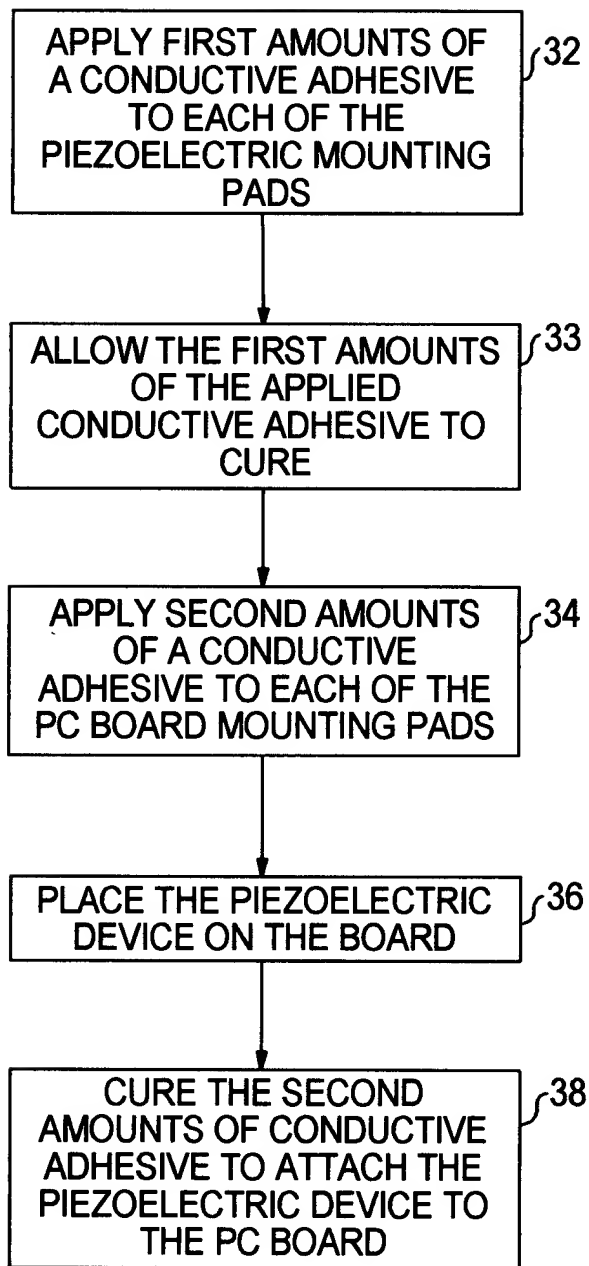 APPLY FIRST AMOUNTS OF
A CONDUCTIVE ADHESIVE
TO EACH OF THE
PIEZOELECTRIC MOUNTING
PADS
32
ALLOW THE FIRST AMOUNTS
OF THE APPLIED
CONDUCTIVE ADHESIVE TO
CURE
33
APPLY SECOND AMOUNTS
OF A CONDUCTIVE
ADHESIVE TO EACH OF THE
PC BOARD MOUNTING PADS
34
PLACE THE PIEZOELECTRIC
DEVICE ON THE BOARD
36
CURE THE SECOND
AMOUNTS OF CONDUCTIVE
ADHESIVE TO ATTACH THE
PIEZOELECTRIC DEVICE TO
THE PC BOARD
38